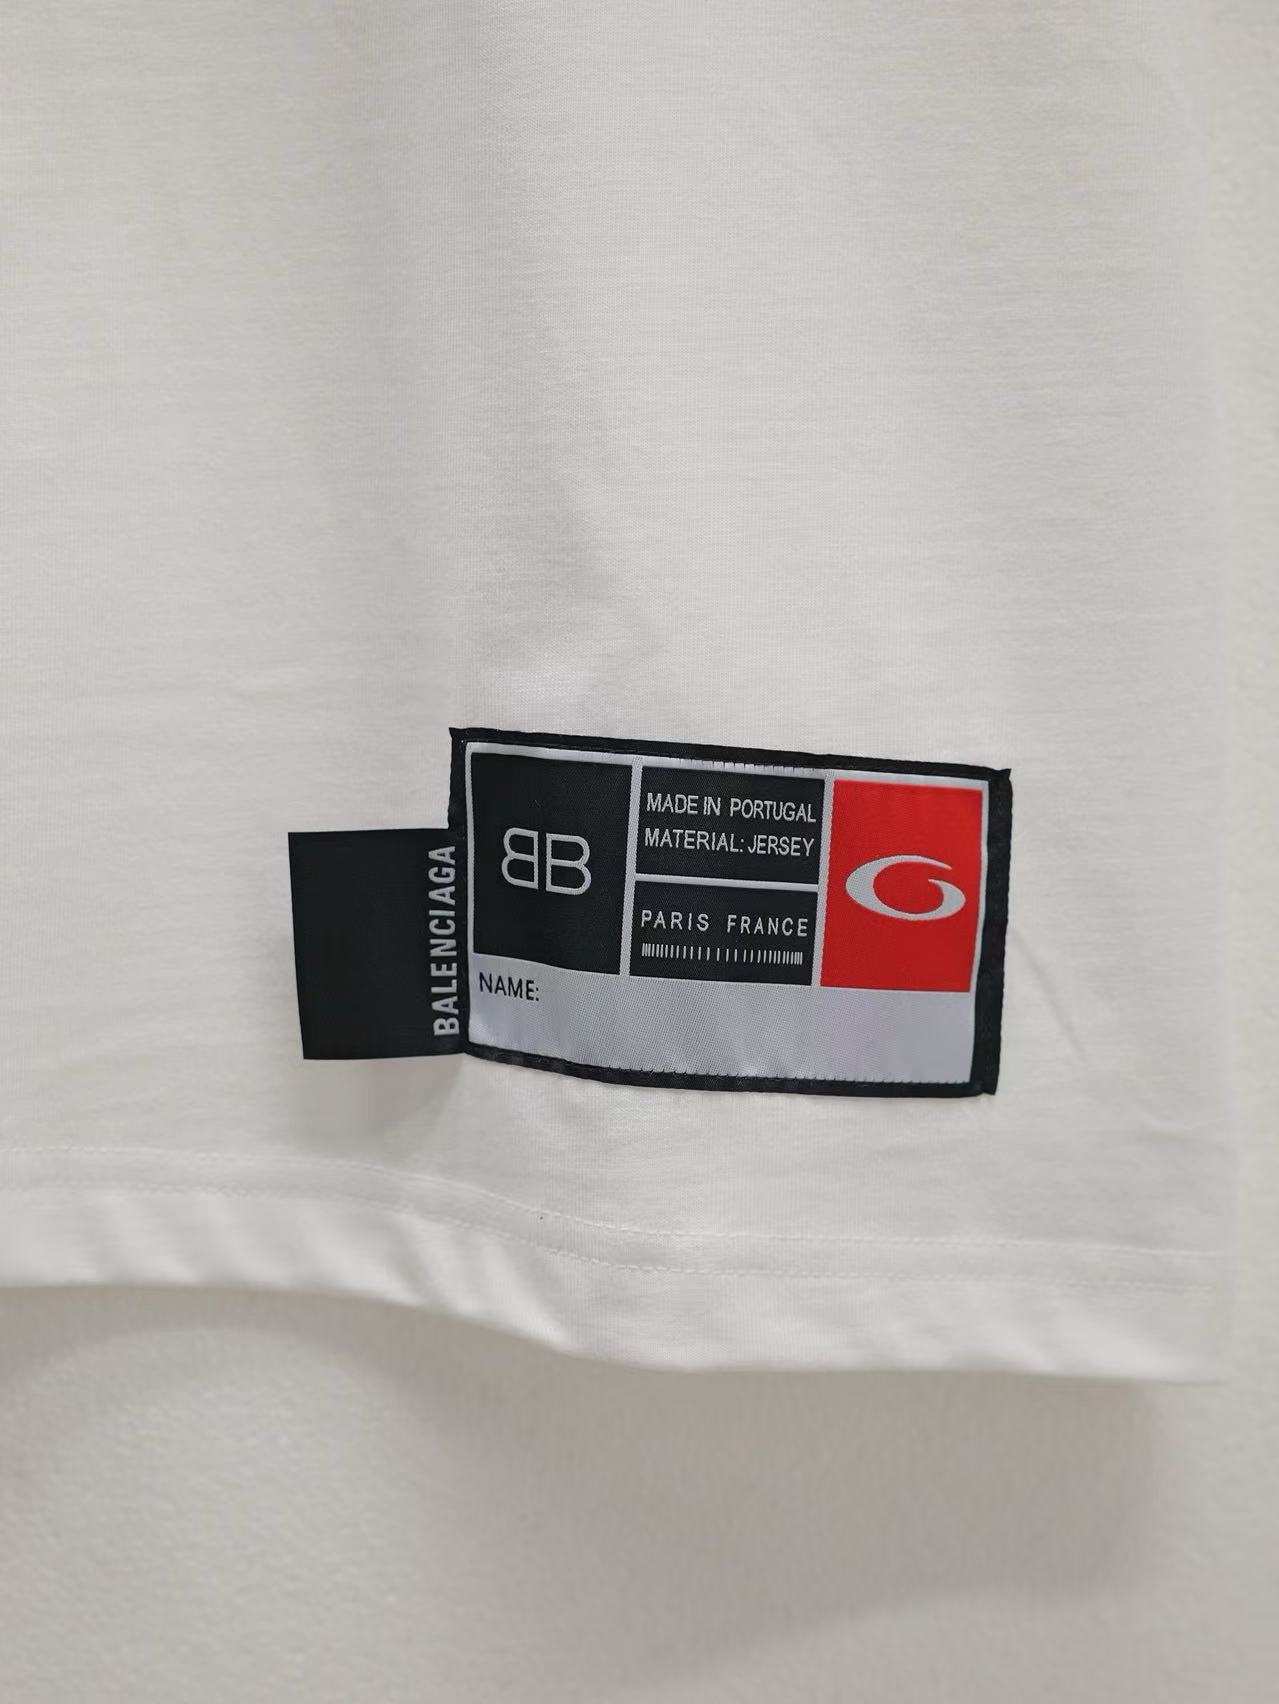 BALENCIAGA
BB
MADE IN PORTUGAL
MATERIAL: JERSEY
PARIS FRANCE
NAME: